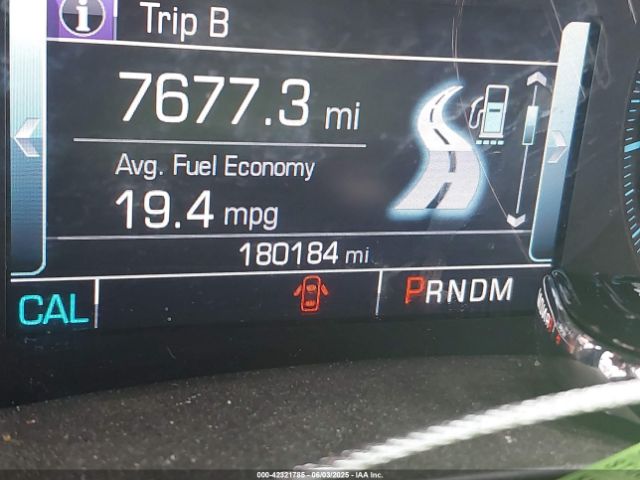 Trip B
7677.3 mi
Avg. Fuel Economy
19.4 mpg
180184 mi
CAL PRNDM
000-42321785 - 06/03/2025 - IAA Inc.